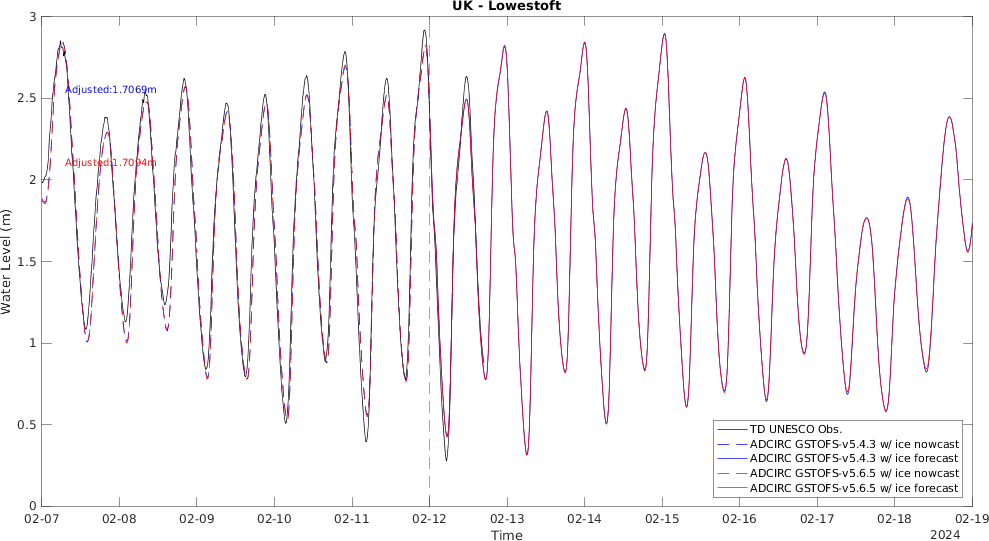 UK - Lowestoft
3
2.5
2
1.5
1
0.5
0
Water Level (m)
Adjusted:1.7069m
Adjusted:1.7094m
TD UNESCO Obs.
ADCIRC GSTOFS-v5.4.3 w/ ice nowcast
ADCIRC GSTOFS-v5.4.3 w/ ice forecast
ADCIRC GSTOFS-v5.6.5 w/ ice nowcast
ADCIRC GSTOFS-v5.6.5 w/ ice forecast
02-07 02-08 02-09 02-10 02-11 02-12 02-13 02-14 02-15 02-16 02-17 02-18 02-19
Time
2024